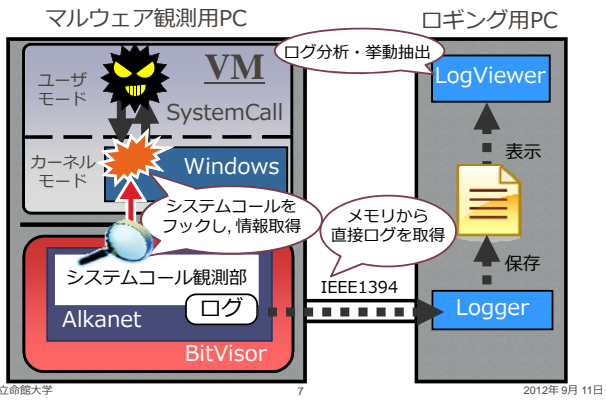 マルウェア観測用PC
ロギング用PC
VM
ユーザ
モード
SystemCall
カーネル
モード
Windows
システムコールを
フックし, 情報取得
システムコール観測部
ログ
Alkanet
BitVisor
ログ分析・挙動抽出
LogViewer
表示
メモリから
直接ログを取得
保存
IEEE1394
Logger
立命館大学
7
2012年 9月 11日